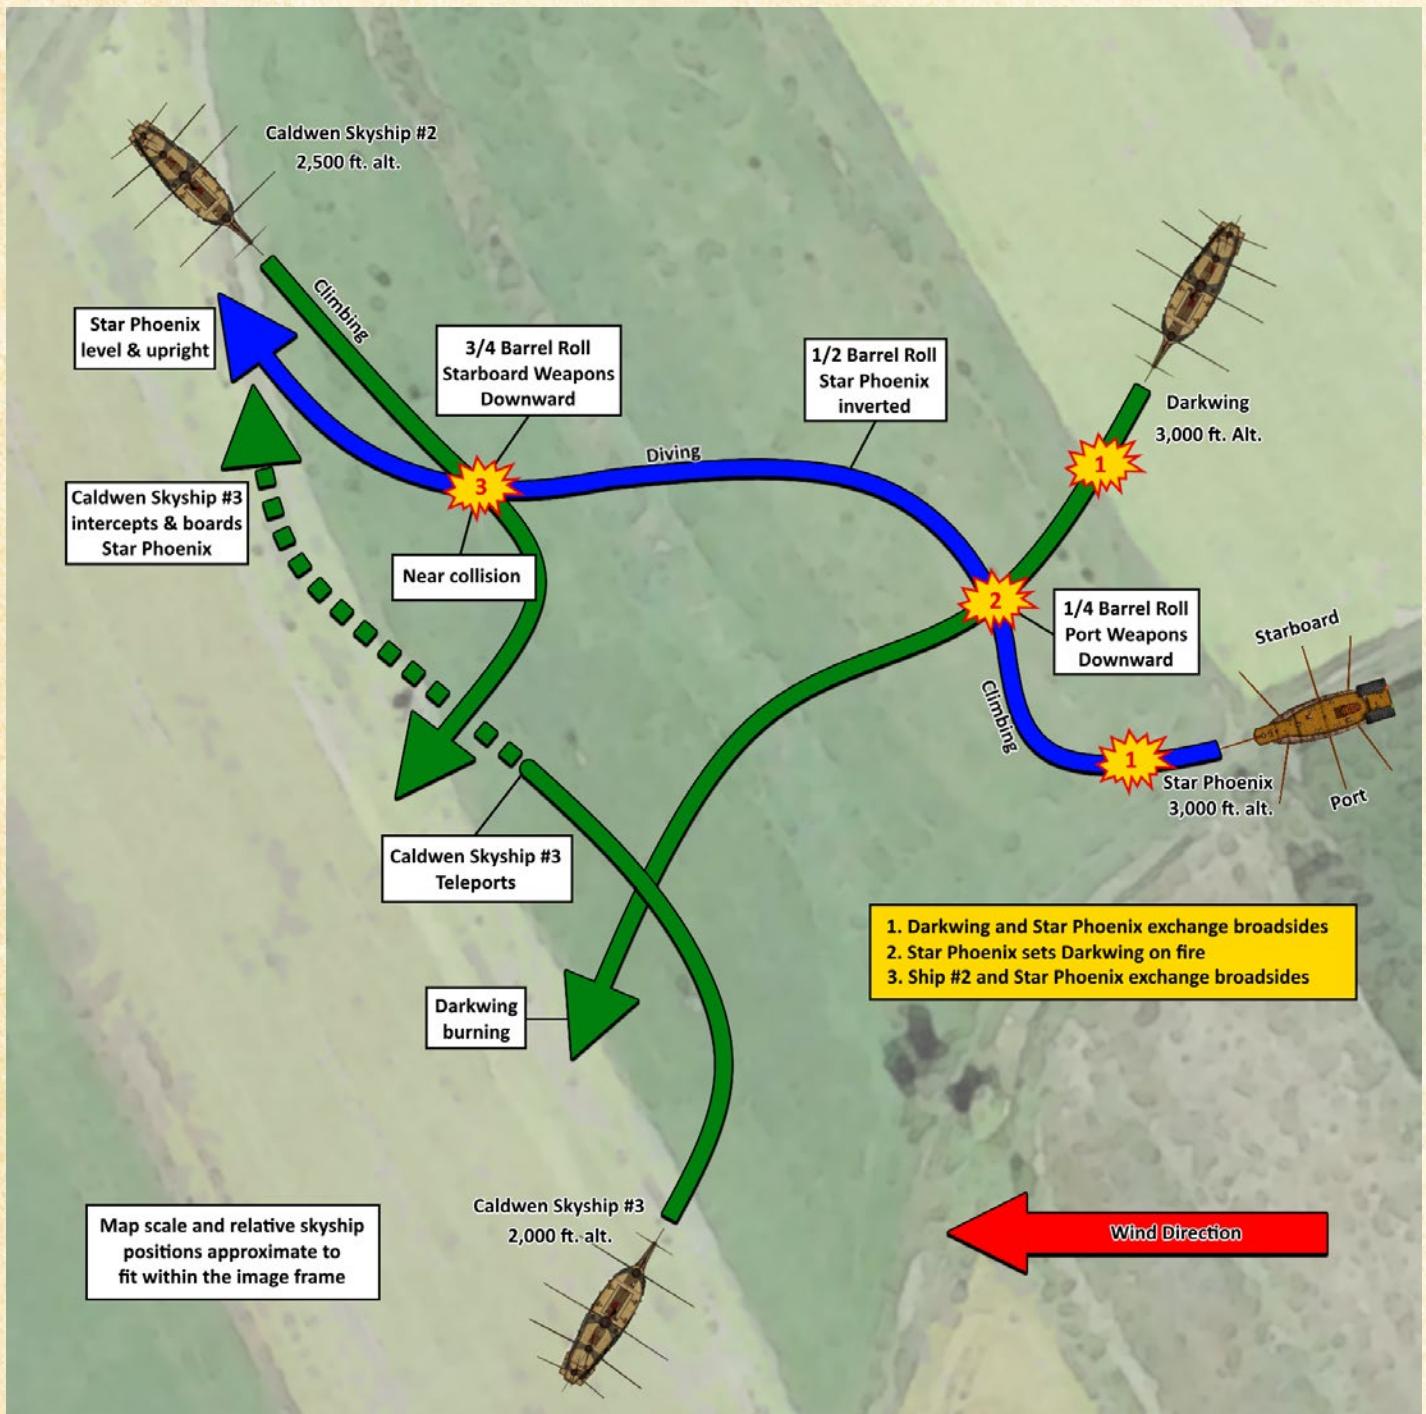 Caldwen Skyship #2
2,500 ft. alt.
Climbing
Star Phoenix
level & upright
3/4 Barrel Roll
Starboard Weapons
Downward
1/2 Barrel Roll
Star Phoenix
inverted
Darkwing
3,000 ft. Alt.
Diving
1
3
Caldwen Skyship #3
intercepts & boards
Star Phoenix
Near collision
2
1/4 Barrel Roll
Port Weapons
Downward
Starboard
Climbing
1
Star Phoenix
3,000 ft. alt.
Port
Caldwen Skyship #3
Teleports
1. Darkwing and Star Phoenix exchange broadsides
2. Star Phoenix sets Darkwing on fire
3. Ship #2 and Star Phoenix exchange broadsides
Darkwing
burning
Caldwen Skyship #3
2,000 ft. alt.
Map scale and relative skyship
positions approximate to
fit within the image frame
Wind Direction